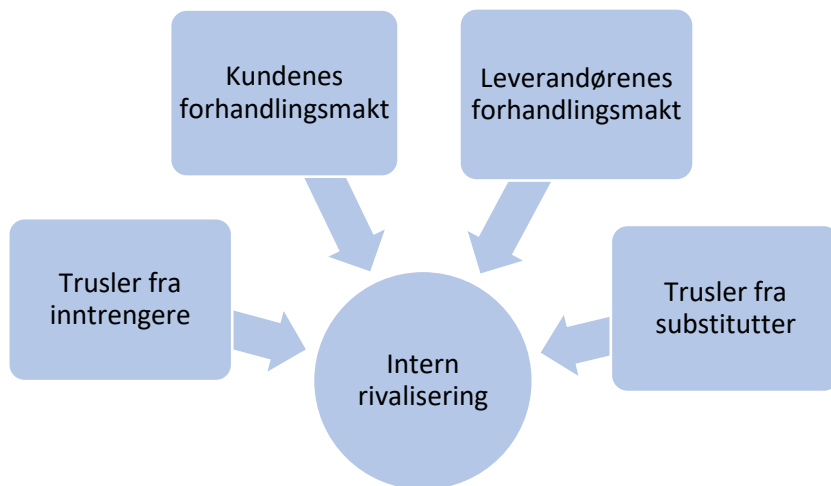 Kundenes
forhandlingsmakt
Leverandørenes
forhandlingsmakt
Trusler fra
inntrengere
Trusler fra
substitutter
Intern
rivalisering